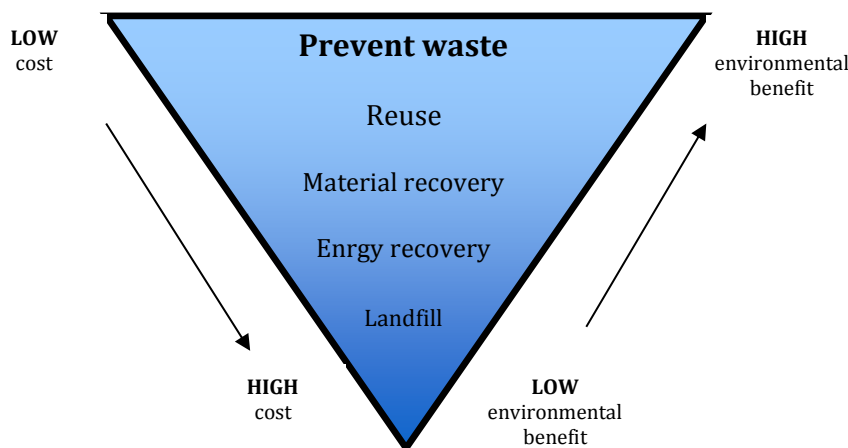 LOW
cost
Prevent waste
HIGH
environmental
benefit
Reuse
Material recovery
Enrgy recovery
Landfill
HIGH
cost
LOW
environmental
benefit